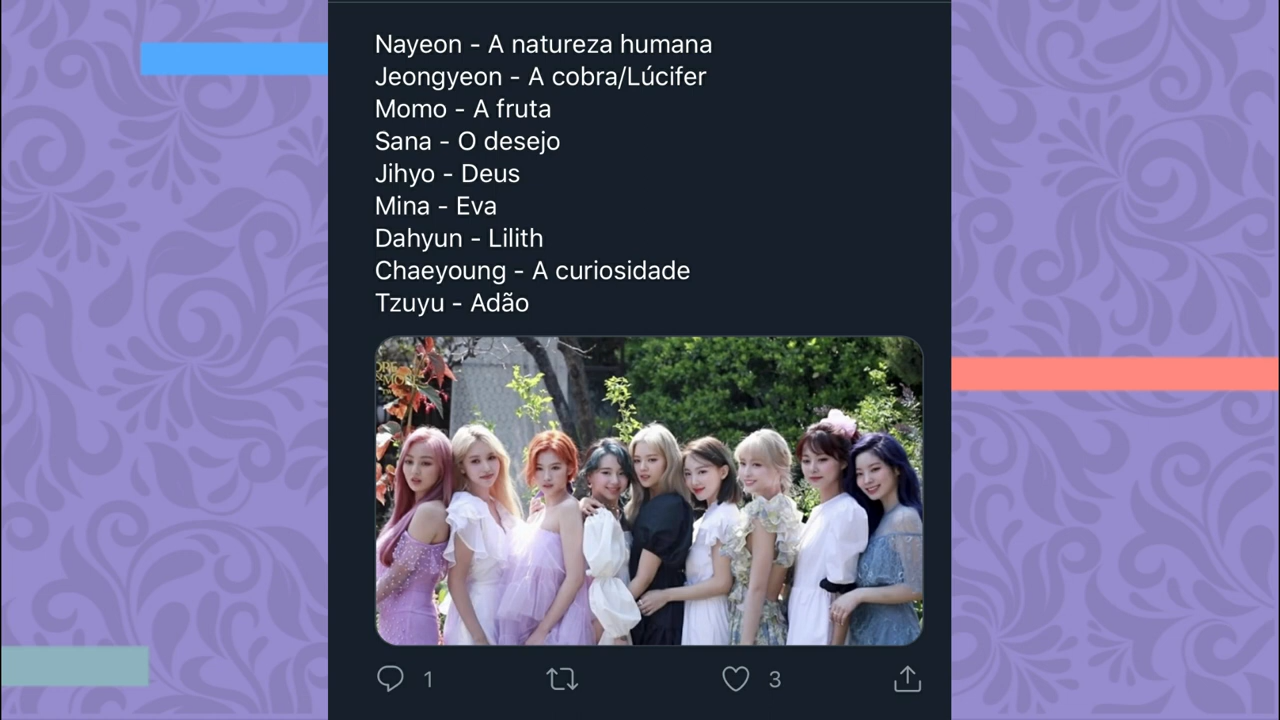 Nayeon - A natureza humana
Jeongyeon - A cobra/Lúcifer
Momo - A fruta
Sana - O desejo
Jihyo - Deus
Mina - Eva
Dahyun - Lilith
Chaeyoung - A curiosidade
Tzuyu - Adão
1
3